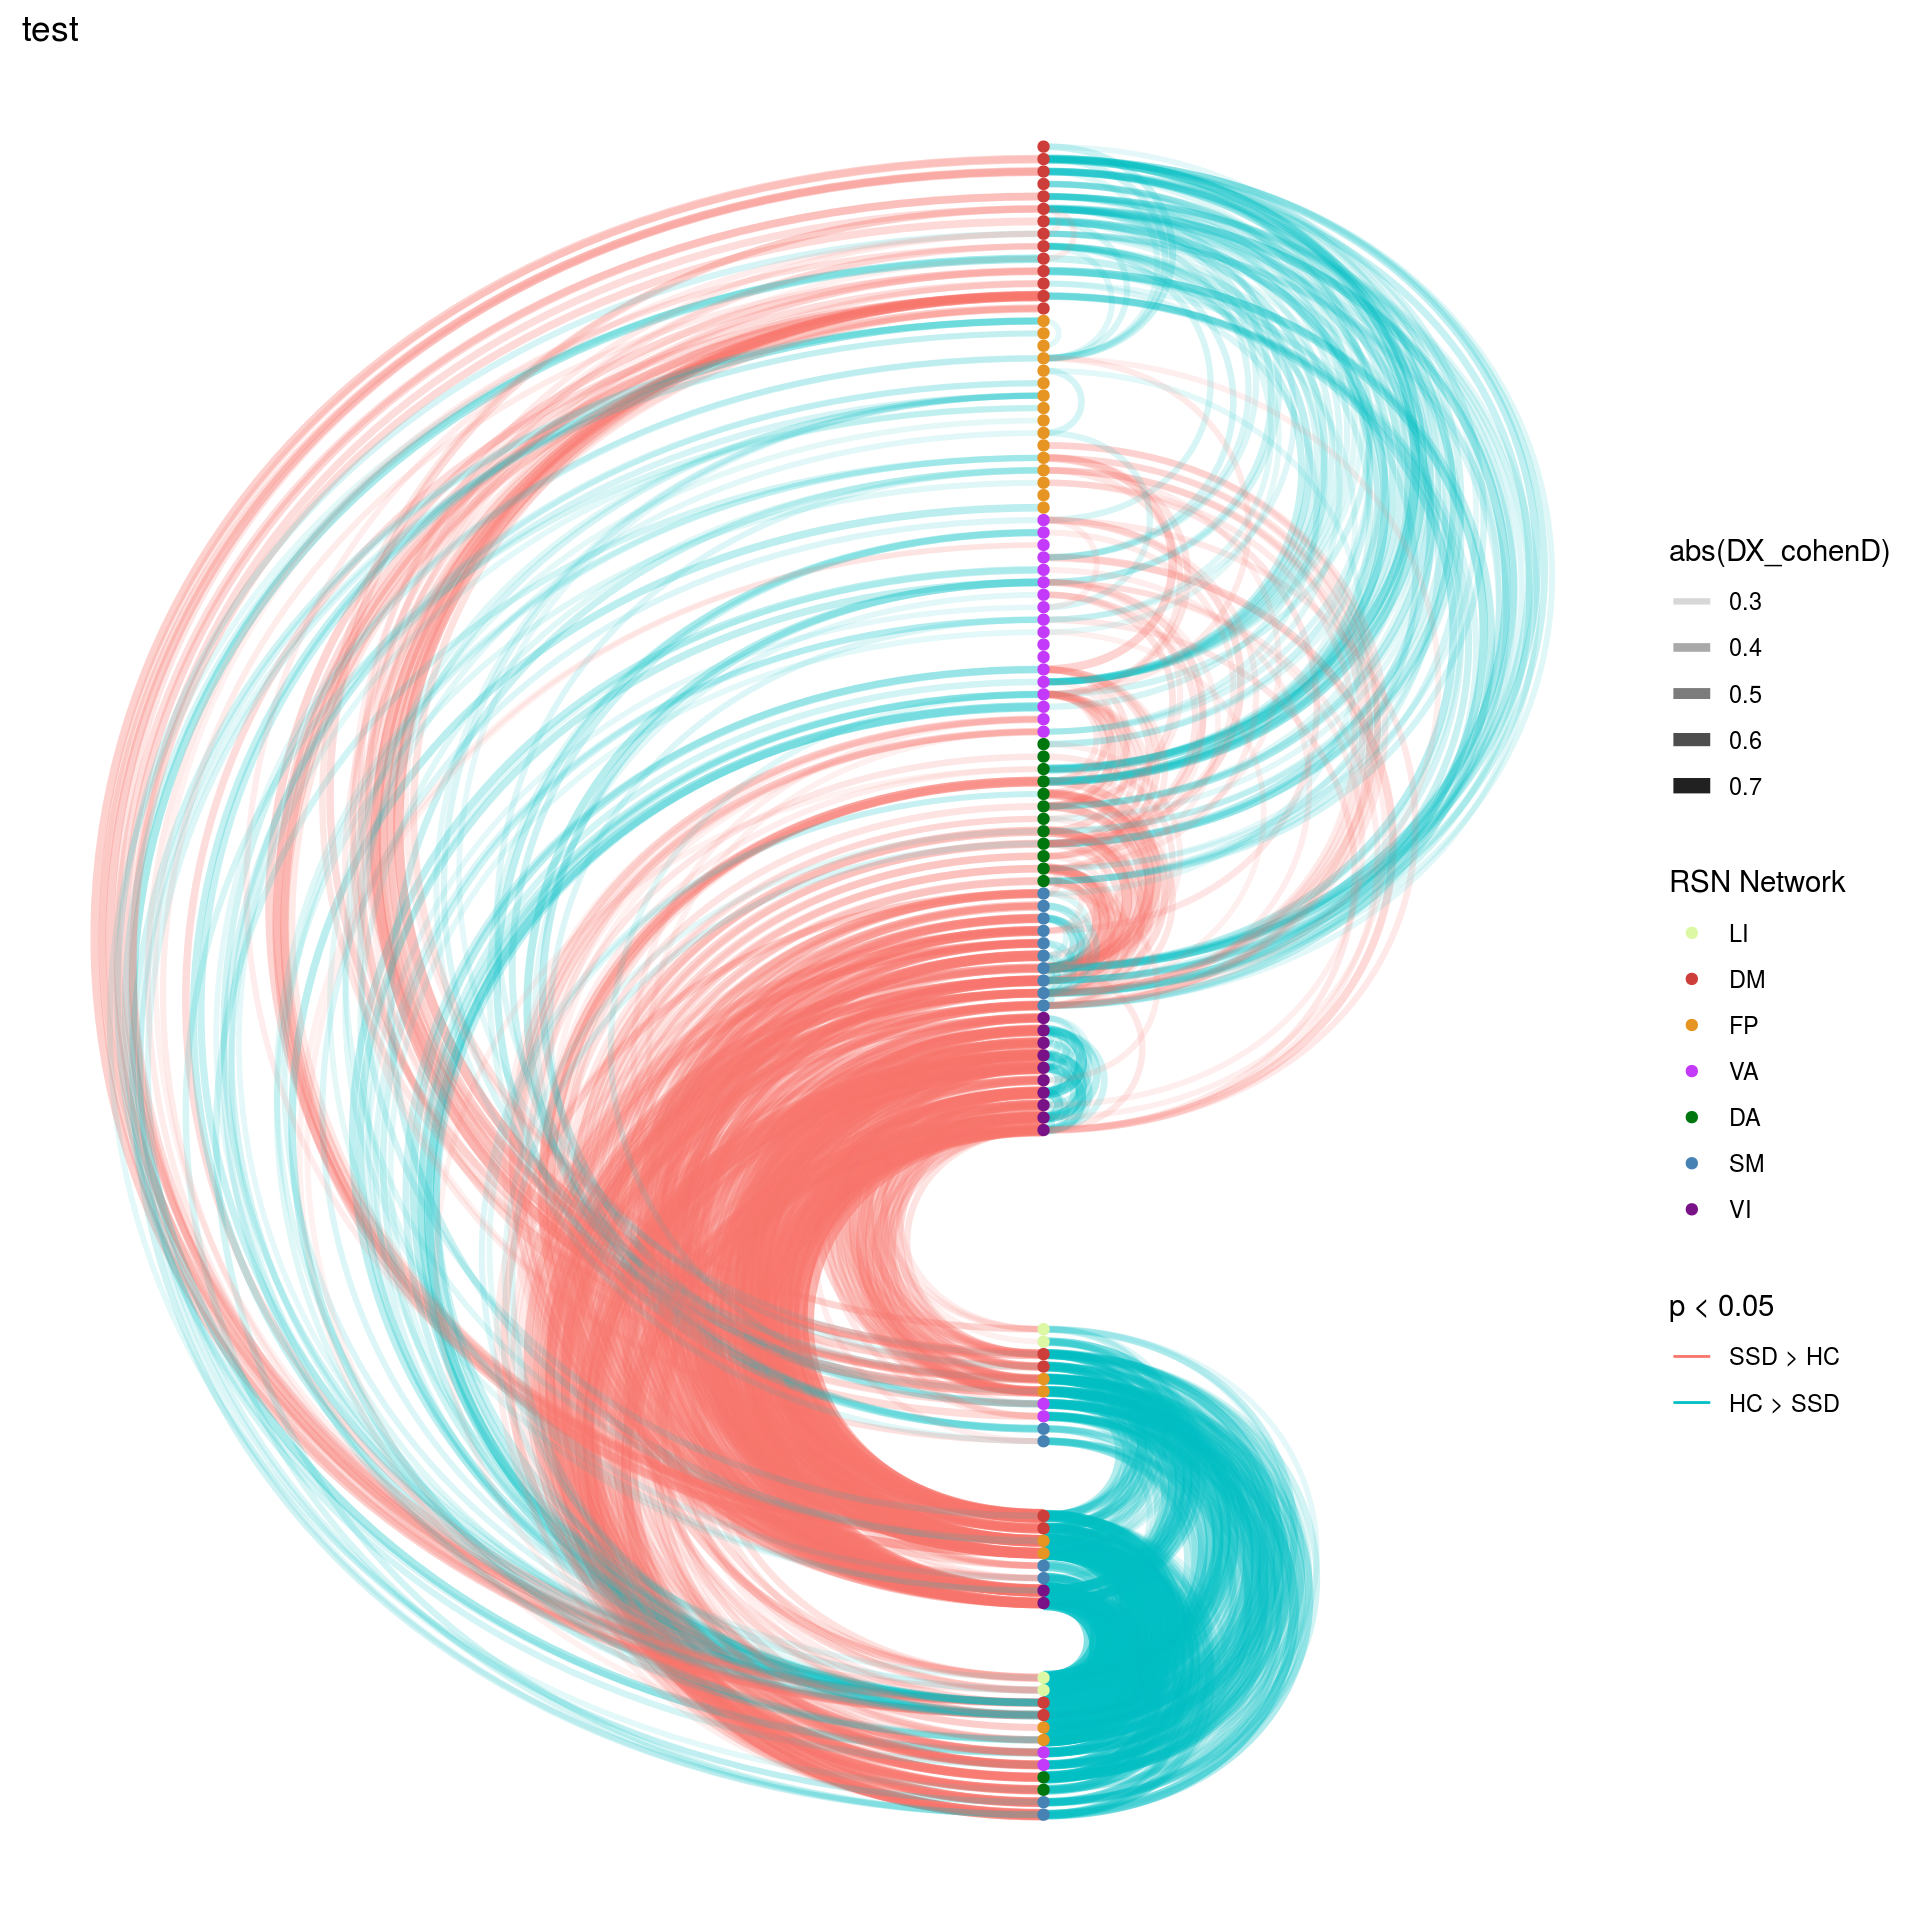 test
abs(DX_cohenD)
0.3
0.4
0.5
0.6
0.7
RSN Network
LI
DM
FP
VA
DA
SM
VI
p < 0.05
SSD > HC
HC > SSD